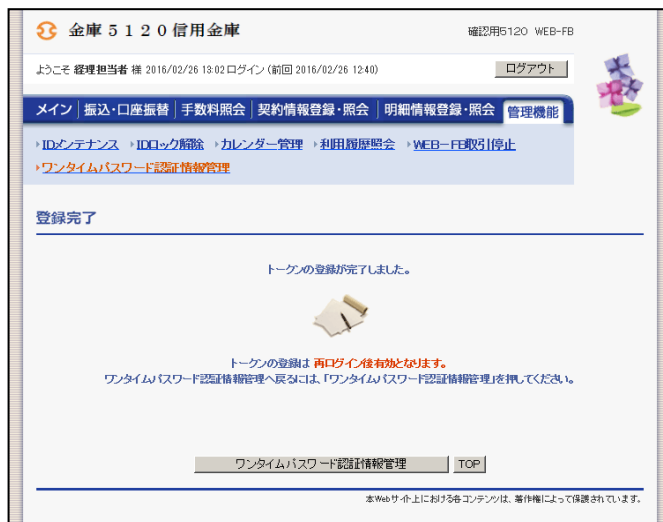 金庫５１２０信用金庫
確認用5120 WEB-FB
ようこそ 経理担当者 様 2016/02/26 18:02 ログイン (前回 2016/02/26 12:40)
ログアウト
メイン 振込・口座振替 手数料照会 契約情報登録・照会 明細情報登録・照会 管理機能
IDメンテナンス IDロック解除 カレンダー管理 利用履歴照会 WEB－FB取引停止
ワンタイムパスワード認証情報管理
登録完了
トークンの登録が完了しました。
トークンの登録は 再ログイン後有効となります。
ワンタイムパスワード認証情報管理へ戻るには、「ワンタイムパスワード認証情報管理」を押してください。
ワンタイムパスワード認証情報管理 TOP
本Webサイト上における各コンテンツは、著作権によって保護されています。